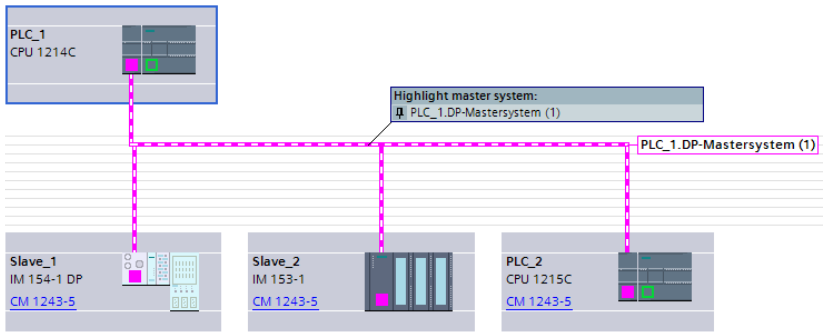 PLC_1
CPU 1214C
Highlight master system:
PLC_1.DP-Mastersystem (1)
PLC_1.DP-Mastersystem (1)
Slave_1
IM 154-1 DP
CM 1243-5
Slave_2
IM 153-1
CM 1243-5
PLC_2
CPU 1215C
CM 1243-5